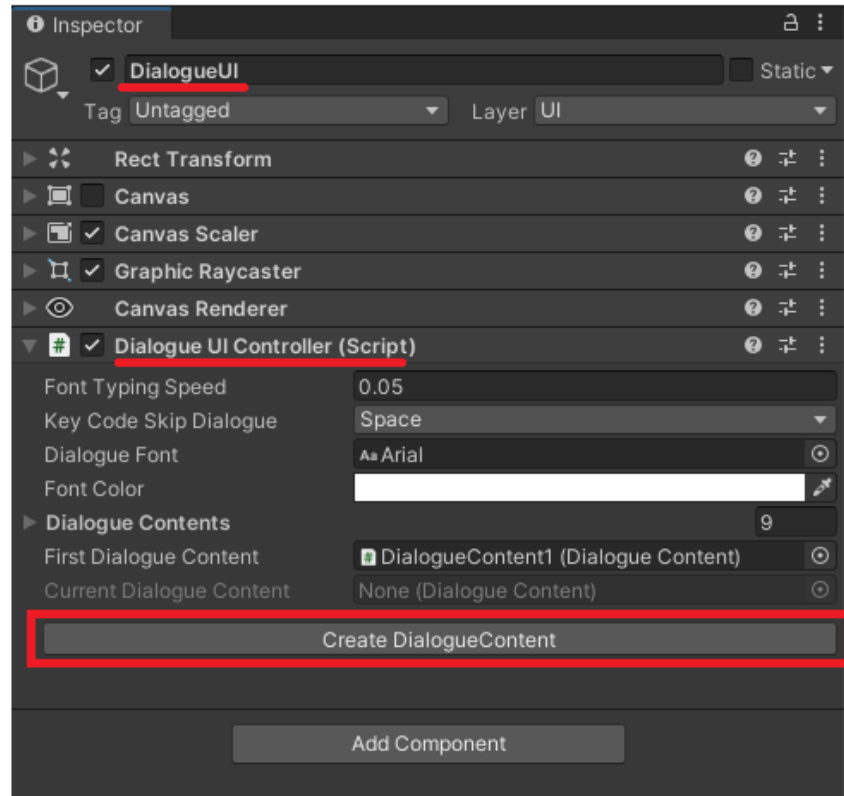 Inspector
DialogueUI Static
Tag Untagged Layer UI
Rect Transform
Canvas
Canvas Scaler
Graphic Raycaster
Canvas Renderer
# Dialogue UI Controller (Script)
Font Typing Speed 0.05
Key Code Skip Dialogue Space
Dialogue Font Aa Arial
Font Color
Dialogue Contents 9
First Dialogue Content # DialogueContent1 (Dialogue Content)
Current Dialogue Content None (Dialogue Content)
Create DialogueContent
Add Component